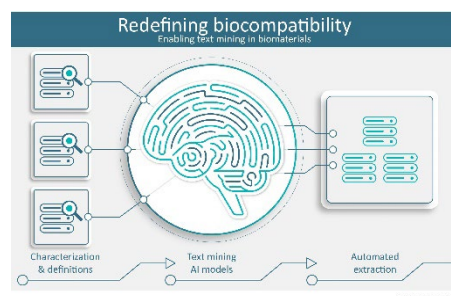 Redefining biocompatibility
Enabling text mining in biomaterials
Characterization
& definitions
Text mining
AI models
Automated
extraction